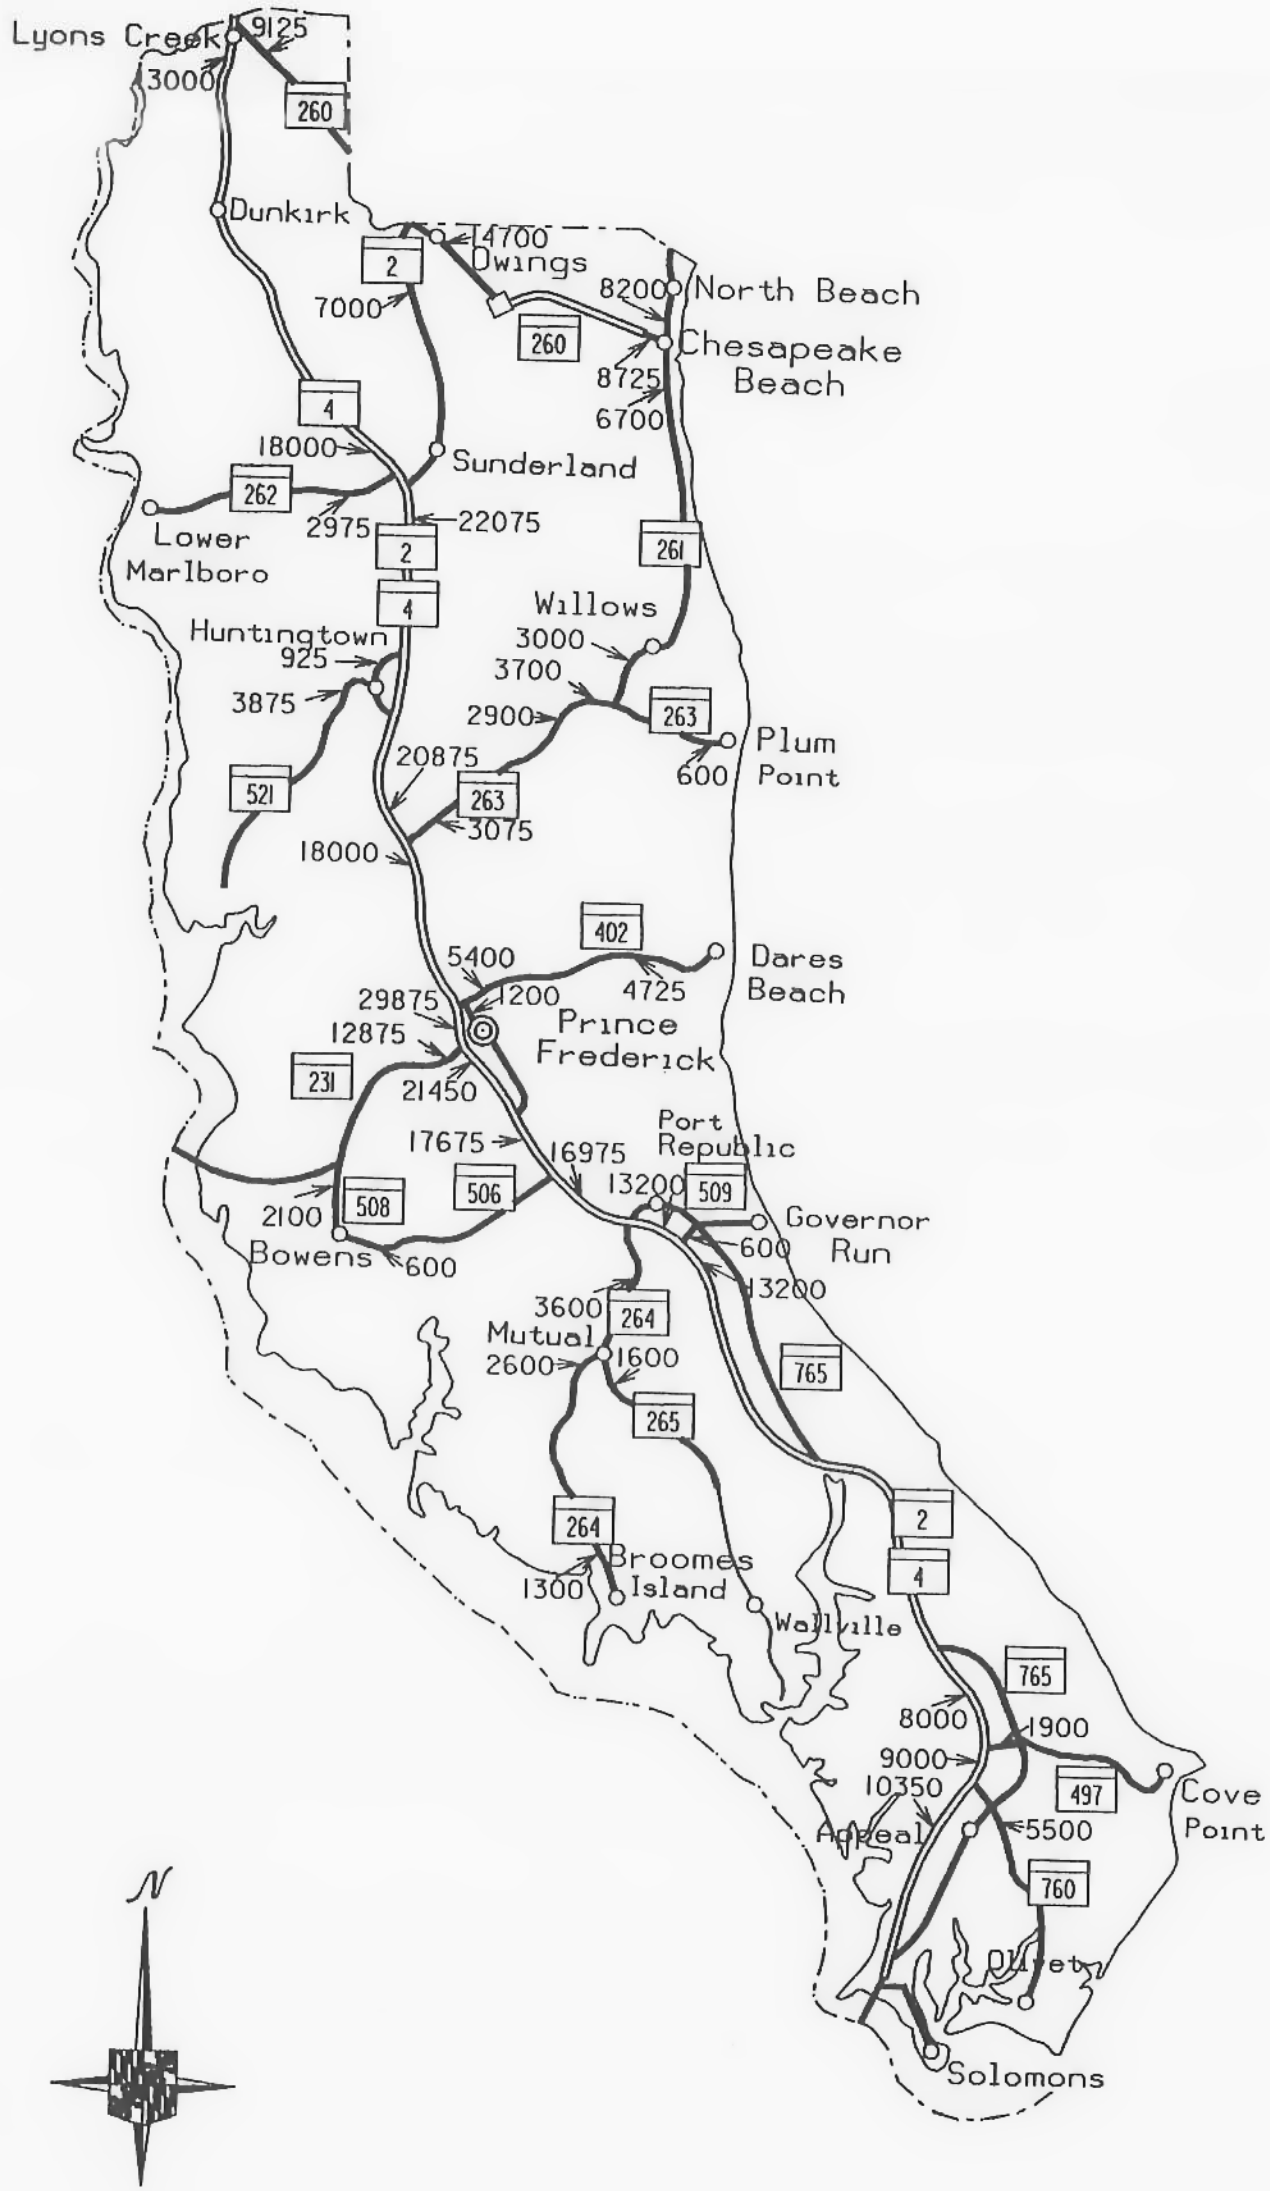 9125
Lyons Creek
13000
260
Dunkirk
14700
Owings
2
7000
8200
North Beach
260
Chesapeake
Beach
8725
6700
4
18000
Sunderland
262
2975
22075
Lower
Marlboro
2
261
4
Willows
Huntingtown
925
3000
3700
3875
2900
263
Plum
Point
600
20875
521
263
3075
18000
402
5400
Dares
Beach
4725
1200
29875
12875
Prince
Frederick
231
21450
Port
Republic
17675
16975
13200
509
506
508
2100
Governor
Run
600
Bowens
600
13200
3600
264
Mutual
2600
1600
765
265
2
264
4
Broomes
Island
1300
Wallville
765
8000
1900
9000
10350
497
Cove
Point
Appeal
5500
760
N
Olivet
Solomons